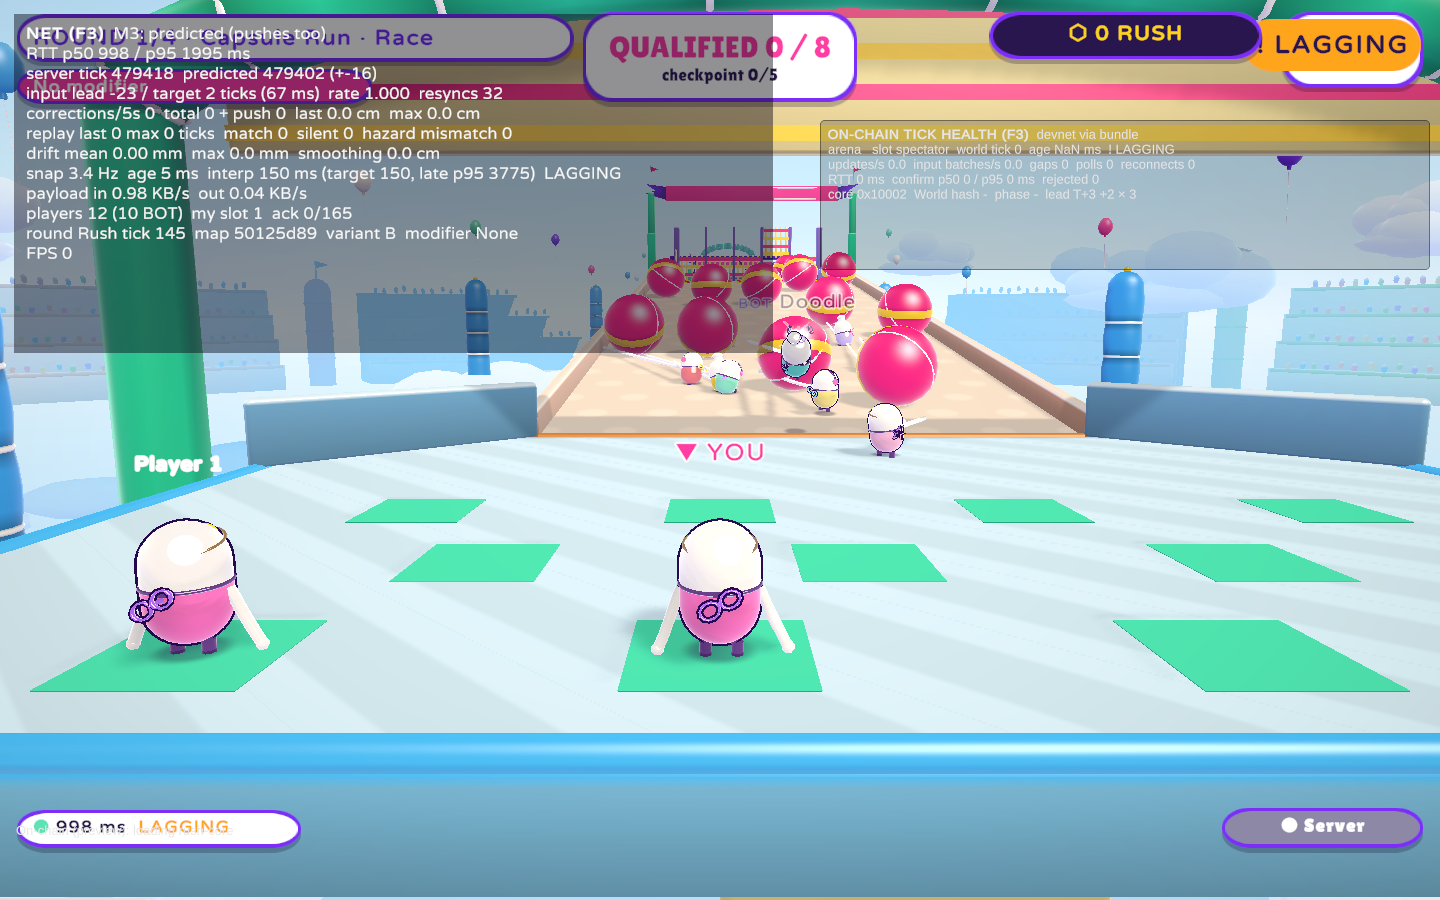 NET (F3)  M3: predicted (pushes too)
RTT p50 998 / p95 1995 ms
server tick 479418  predicted 479402 (+-16)
input lead -23 / target 2 ticks (67 ms)  rate 1.000  resyncs 32
corrections/5s 0  total 0 + push 0  last 0.0 cm  max 0.0 cm
replay last 0 max 0 ticks  match 0  silent 0  hazard mismatch 0
drift mean 0.00 mm  max 0.0 mm  smoothing 0.0 cm
snap 3.4 Hz  age 5 ms  interp 150 ms (target 150, late p95 3775)  LAGGING
payload in 0.98 KB/s  out 0.04 KB/s
players 12 (10 BOT)  my slot 1  ack 0/165
round Rush tick 145  map 50125d89  variant B  modifier None
FPS 0
Capsule Run · Race
No modifier
QUALIFIED 0 / 8
checkpoint 0/5
0 RUSH
! LAGGING
ON-CHAIN TICK HEALTH (F3)  devnet via bundle
arena  slot spectator  world tick 0  age NaN ms  ! LAGGING
updates/s 0.0  input batches/s 0.0  gaps 0  polls 0  reconnects 0
RTT 0 ms  confirm p50 0 / p95 0 ms  rejected 0
core 0x10002  World hash -  phase -  lead T+3 +2 × 3
BOT Doodle
▼ YOU
Player 1
998 ms  LAGGING
Server